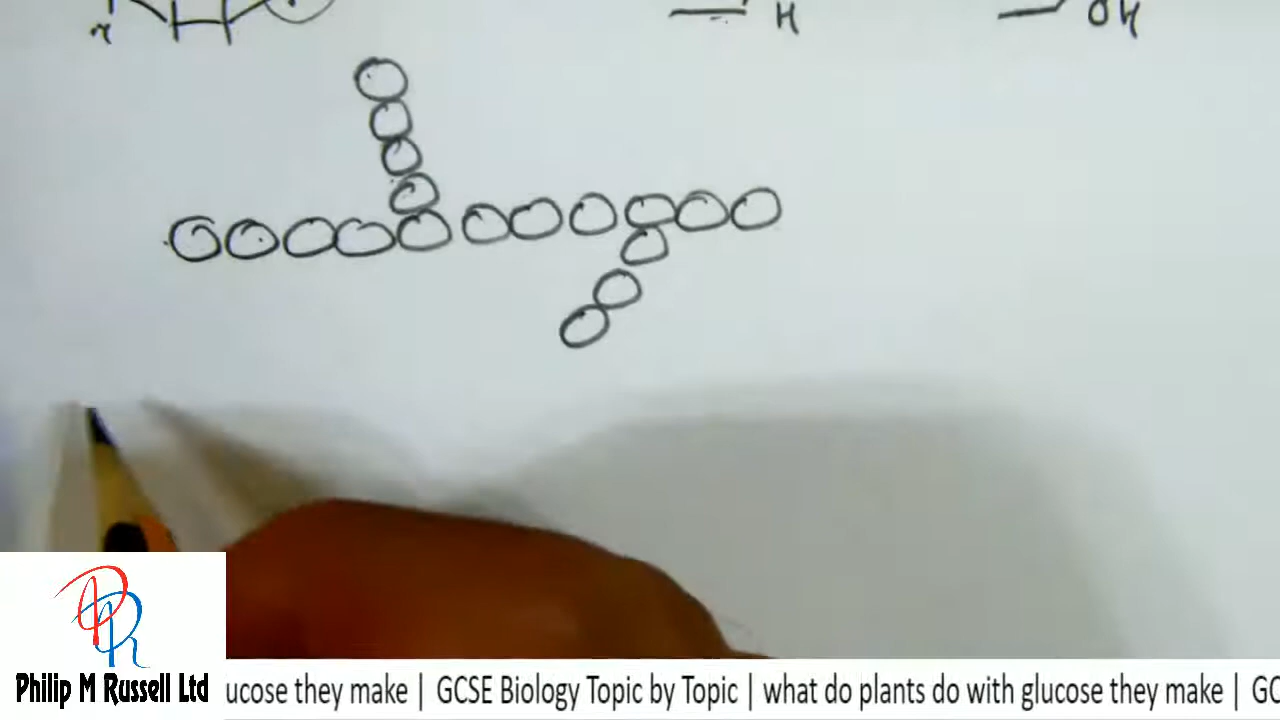 H
OH
Philip M Russell Ltd
ucose they make | GCSE Biology Topic by Topic | what do plants do with glucose they make | GC